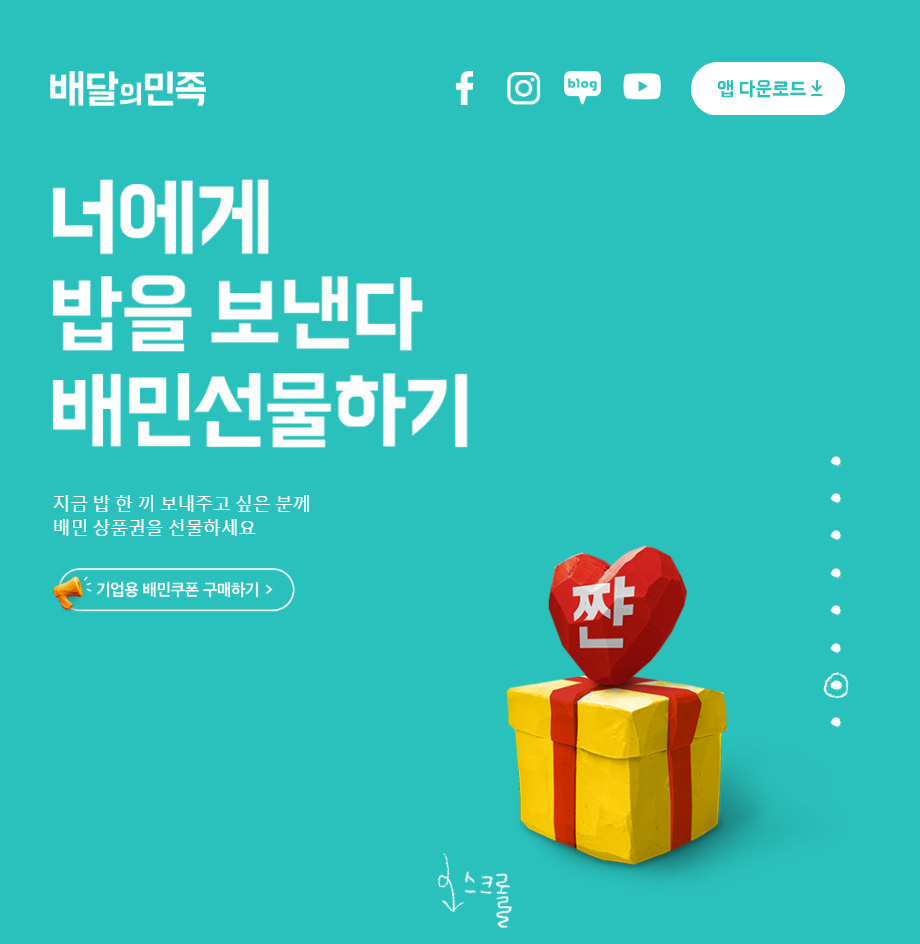 배달의민족
blog
앱 다운로드
너에게
밥을 보낸다
배민선물하기
지금 밥 한 끼 보내주고 싶은 분께
배민 상품권을 선물하세요
기업용 배민쿠폰 구매하기 >
쨘
스크롤